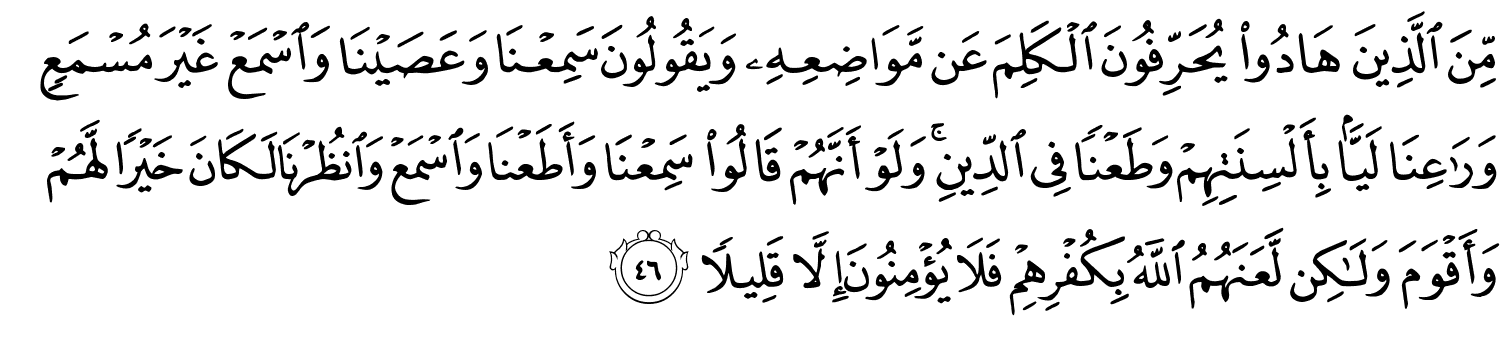 مِّنَ ٱلَّذِينَ هَادُوا۟ يُحَرِّفُونَ ٱلْكَلِمَ عَن مَّوَاضِعِهِۦ وَيَقُولُونَ سَمِعْنَا وَعَصَيْنَا وَٱسْمَعْ غَيْرَ مُسْمَعٍ
وَرَٰعِنَا لَيًّۢا بِأَلْسِنَتِهِمْ وَطَعْنًا فِى ٱلدِّينِ ۚ وَلَوْ أَنَّهُمْ قَالُوا۟ سَمِعْنَا وَأَطَعْنَا وَٱسْمَعْ وَٱنظُرْنَا لَكَانَ خَيْرًا لَّهُمْ
وَأَقْوَمَ وَلَٰكِن لَّعَنَهُمُ ٱللَّهُ بِكُفْرِهِمْ فَلَا يُؤْمِنُونَ إِلَّا قَلِيلًا ٤٦